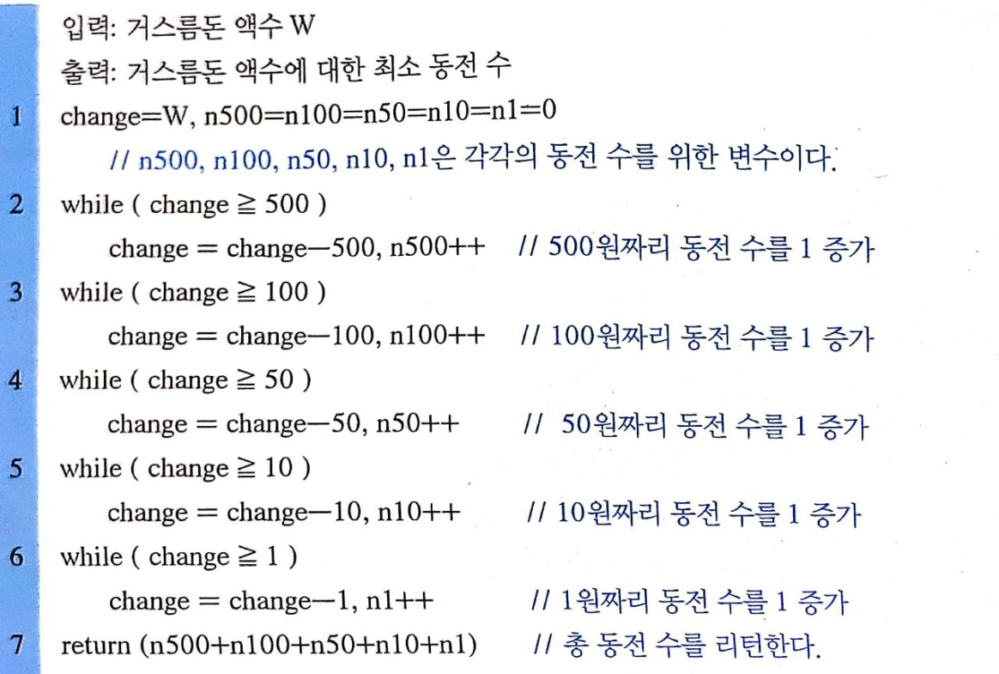 입력: 거스름돈 액수 W
출력: 거스름돈 액수에 대한 최소 동전 수
1 change=W, n500=n100=n50=n10=n1=0
// n500, n100, n50, n10, n1은 각각의 동전 수를 위한 변수이다.
2 while ( change ≧ 500 )
change = change−500, n500++ // 500원짜리 동전 수를 1 증가
3 while ( change ≧ 100 )
change = change−100, n100++ // 100원짜리 동전 수를 1 증가
4 while ( change ≧ 50 )
change = change−50, n50++ // 50원짜리 동전 수를 1 증가
5 while ( change ≧ 10 )
change = change−10, n10++ // 10원짜리 동전 수를 1 증가
6 while ( change ≧ 1 )
change = change−1, n1++ // 1원짜리 동전 수를 1 증가
7 return (n500+n100+n50+n10+n1) // 총 동전 수를 리턴한다.